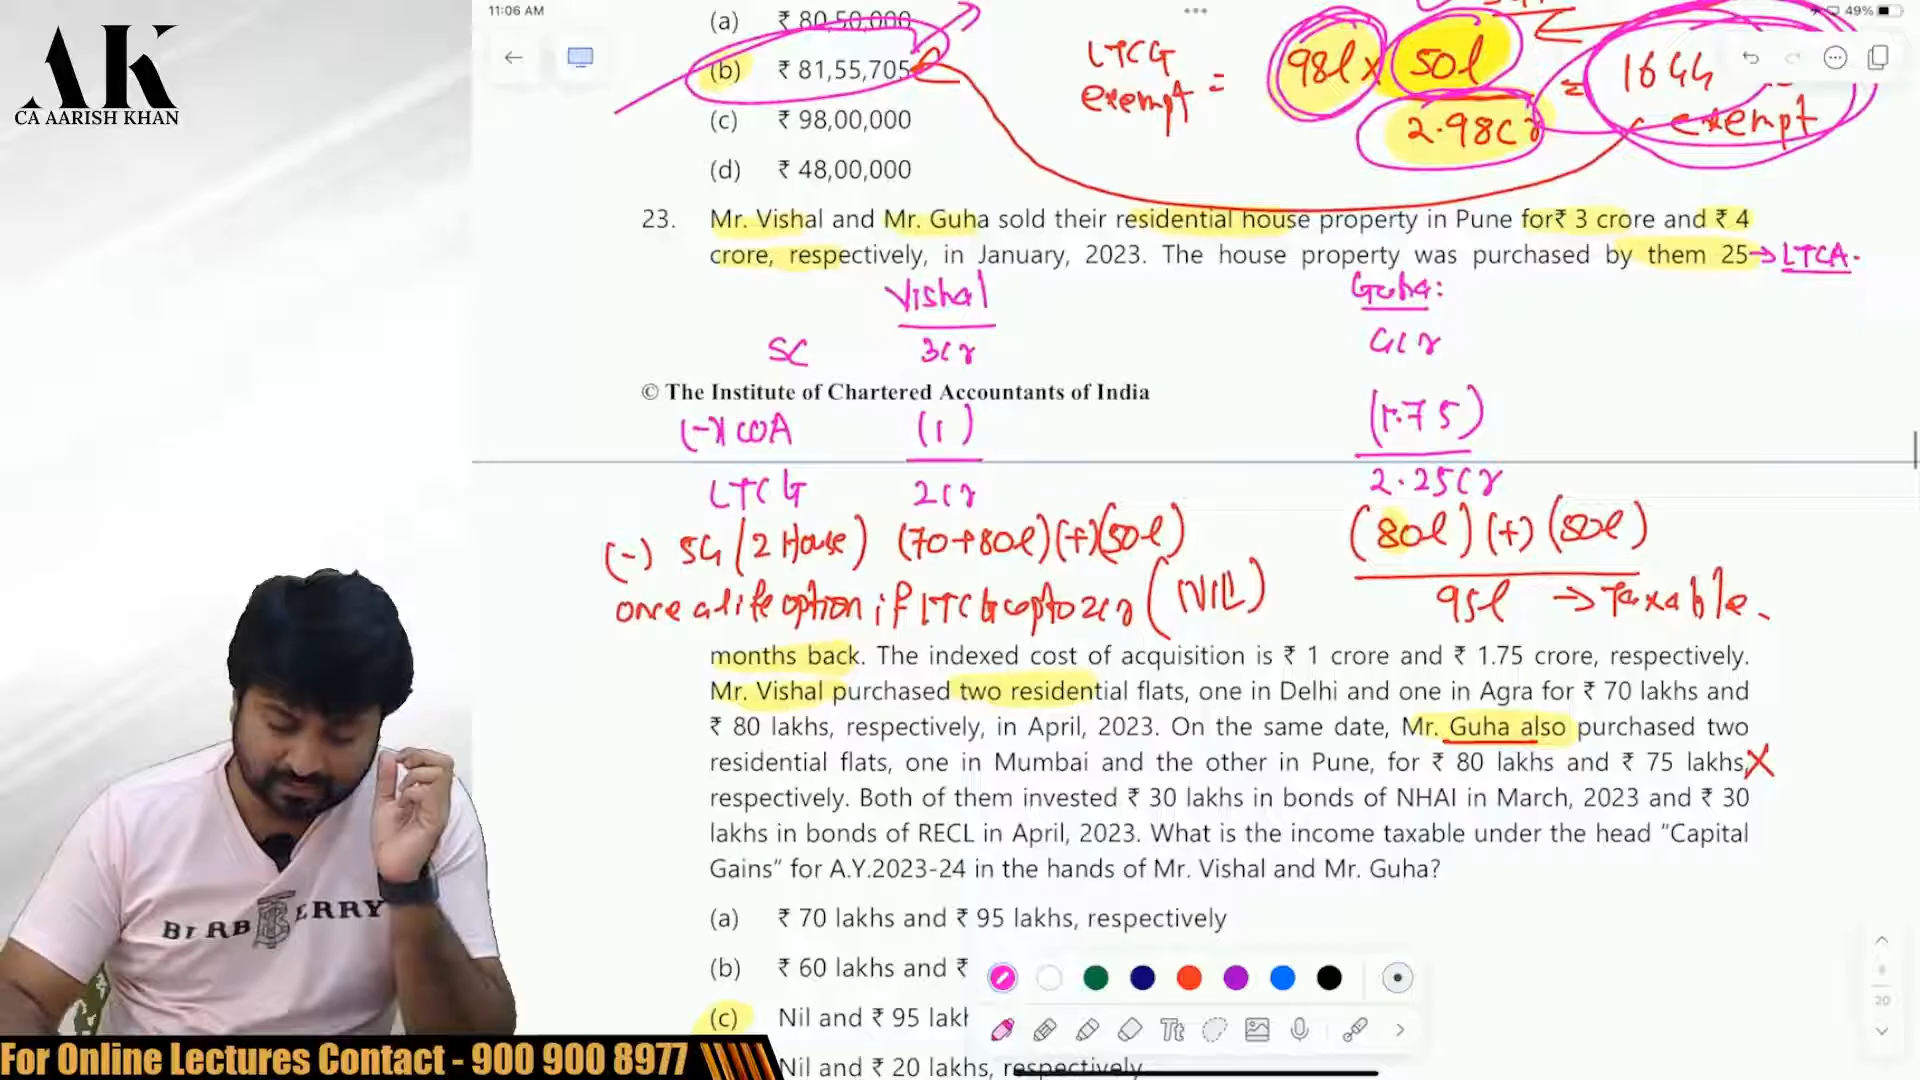 11:06 AM
49%
AK
CA AARISH KHAN
(a) ₹ 80,50,000
(b) ₹ 81,55,705
(c) ₹ 98,00,000
(d) ₹ 48,00,000
LTCG exempt = 98l x 50l
2.98Cr
= 1644
exempt
23. Mr. Vishal and Mr. Guha sold their residential house property in Pune for₹ 3 crore and ₹ 4
crore, respectively, in January, 2023. The house property was purchased by them 25 → LTCA.
Vishal Guha:
SC 3Cr 4Cr
© The Institute of Chartered Accountants of India
(-) COA (1) (1.75)
LTCG 2Cr 2.25Cr
(-) 54 (2 House) (70+80l) (+) (50l) (80l) (+) (50l)
once a life option if LTCG upto 2Cr (NIL) 95l → Taxable.
months back. The indexed cost of acquisition is ₹ 1 crore and ₹ 1.75 crore, respectively.
Mr. Vishal purchased two residential flats, one in Delhi and one in Agra for ₹ 70 lakhs and
₹ 80 lakhs, respectively, in April, 2023. On the same date, Mr. Guha also purchased two
residential flats, one in Mumbai and the other in Pune, for ₹ 80 lakhs and ₹ 75 lakhs, X
respectively. Both of them invested ₹ 30 lakhs in bonds of NHAI in March, 2023 and ₹ 30
lakhs in bonds of RECL in April, 2023. What is the income taxable under the head "Capital
Gains" for A.Y.2023-24 in the hands of Mr. Vishal and Mr. Guha?
(a) ₹ 70 lakhs and ₹ 95 lakhs, respectively
(b) ₹ 60 lakhs and ₹
(c) Nil and ₹ 95 lakh
Nil and ₹ 20 lakhs, respectively
Tt
20
For Online Lectures Contact - 900 900 8977